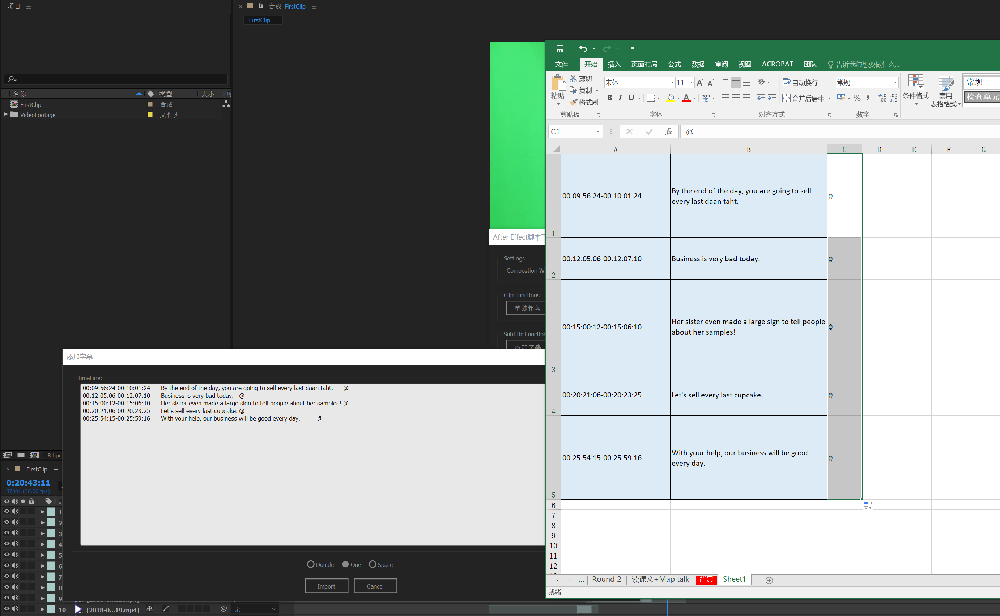 项目
合成 FirstClip
FirstClip
名称 类型 大小
FirstClip 合成
VideoFootage 文件夹
文件 开始 插入 页面布局 公式 数据 审阅 视图 ACROBAT 团队 告诉我您想要做什么...
粘贴 剪切 复制 格式刷
宋体 11
B I U wén 文
自动换行
合并后居中
常规
% .0 .00 .00 .0
条件格式 套用 表格格式
常规
检查单元
剪贴板 字体 对齐方式 数字
C1 fx @
A B C D E F G
1 00:09:56:24-00:10:01:24 By the end of the day, you are going to sell every last daan taht. @
2 00:12:05:06-00:12:07:10 Business is very bad today. @
3 00:15:00:12-00:15:06:10 Her sister even made a large sign to tell people about her samples! @
4 00:20:21:06-00:20:23:25 Let's sell every last cupcake. @
5 00:25:54:15-00:25:59:16 With your help, our business will be good every day. @
6
7
8
9
10
11
12
... Round 2 读课文+Map talk 背景 Sheet1
就绪
After Effect脚本工
Settings
Compostion Wi
Clip Functions
单独粗剪
Subtitle Function
添加字幕
添加字幕
TimeLine:
00:09:56:24-00:10:01:24 By the end of the day, you are going to sell every last daan taht. @
00:12:05:06-00:12:07:10 Business is very bad today. @
00:15:00:12-00:15:06:10 Her sister even made a large sign to tell people about her samples! @
00:20:21:06-00:20:23:25 Let's sell every last cupcake. @
00:25:54:15-00:25:59:16 With your help, our business will be good every day. @
Double One Space
Import Cancel
8 bpc
FirstClip
0:20:43:11
37301 (30.00 fps)
#
1
2
3
4
5
6
7
8
9
10 [2018-0...19.mp4] 无